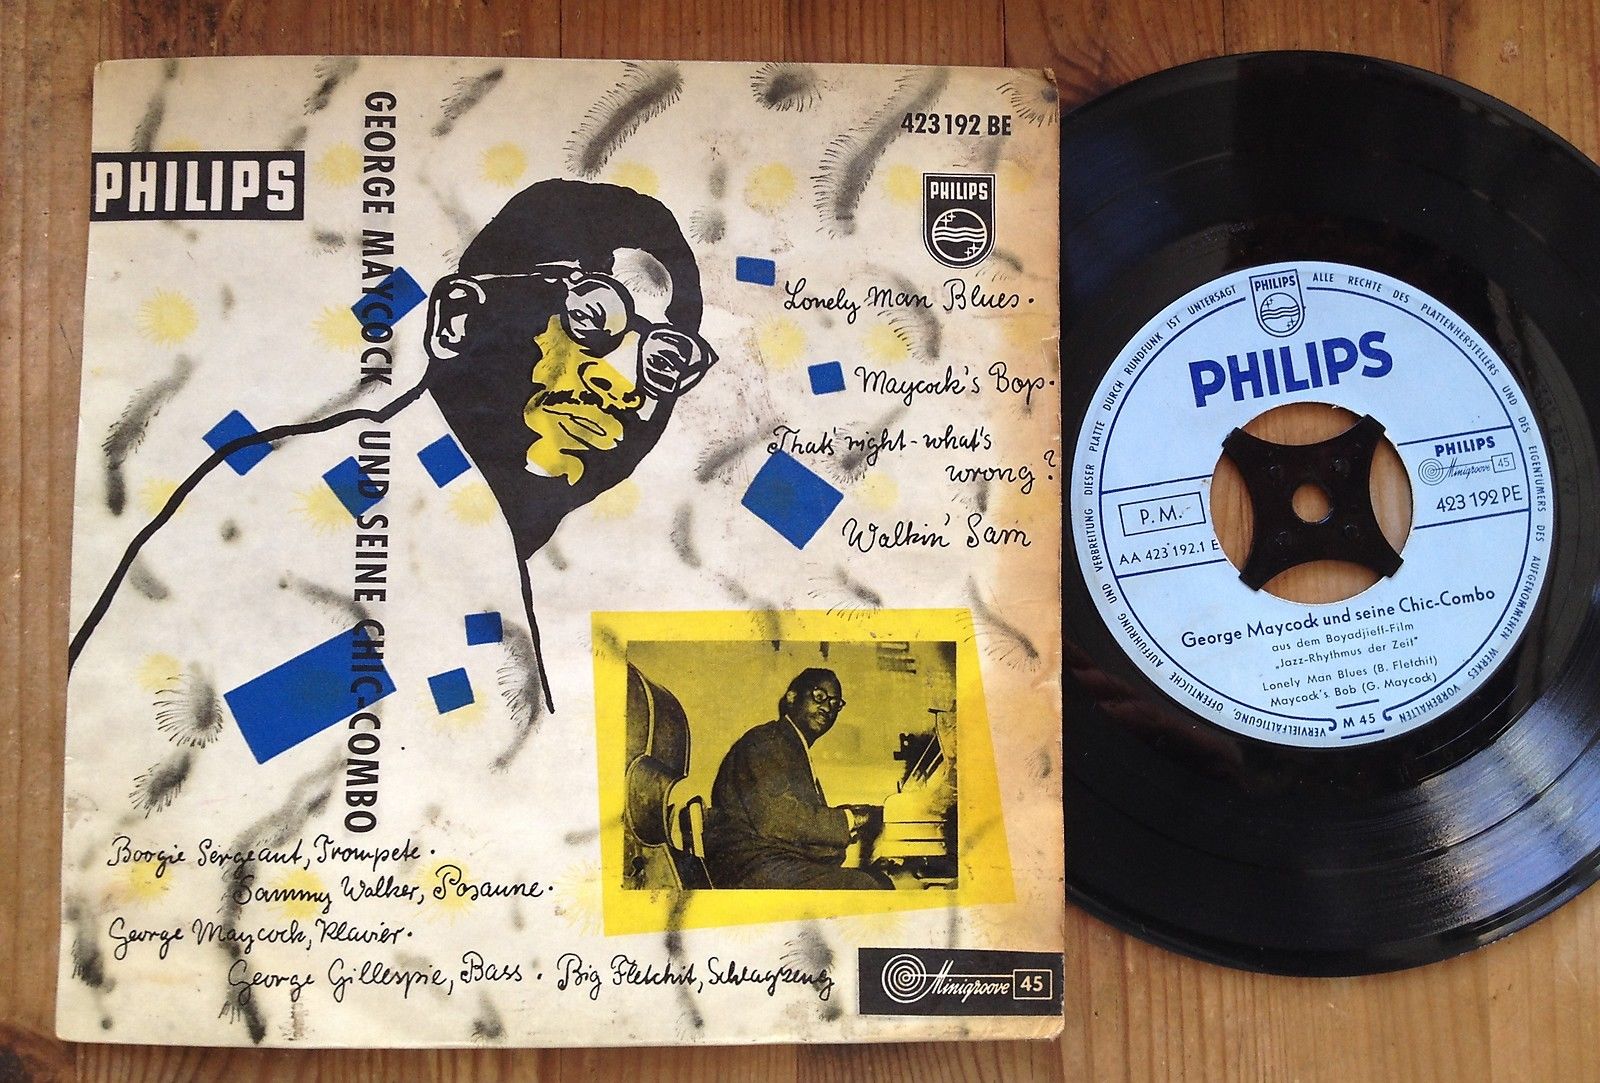 PHILIPS
GEORGE MAYCOCK UND SEINE CHIC-COMBO
423 192 BE
PHILIPS
Lonely Man Blues.
Maycock's Bop.
That's right - what's
wrong?
Walkin' Sam
Boogie Sergeant, Trompete.
Sammy Walker, Posaune.
George Maycock, Klavier.
George Gillespie, Bass. Big Fletchit, Schlagzeug
Minigroove 45
ALLE RECHTE DES PLATTENHERSTELLERS UND DES EIGENTÜMERS DES AUFGENOMMENEN WERKES VORBEHALTEN
VERVIELFÄLTIGUNG, ÖFFENTLICHE AUFFÜHRUNG UND VERBREITUNG DIESER PLATTE DURCH RUNDFUNK IST UNTERSAGT
PHILIPS
PHILIPS
PHILIPS
Minigroove 45
423 192 PE
P.M.
AA 423 192.1 E
George Maycock und seine Chic-Combo
aus dem Boyadjieff-Film
„Jazz-Rhythmus der Zeit"
Lonely Man Blues (B. Fletchit)
Maycock's Bob (G. Maycock)
M 45